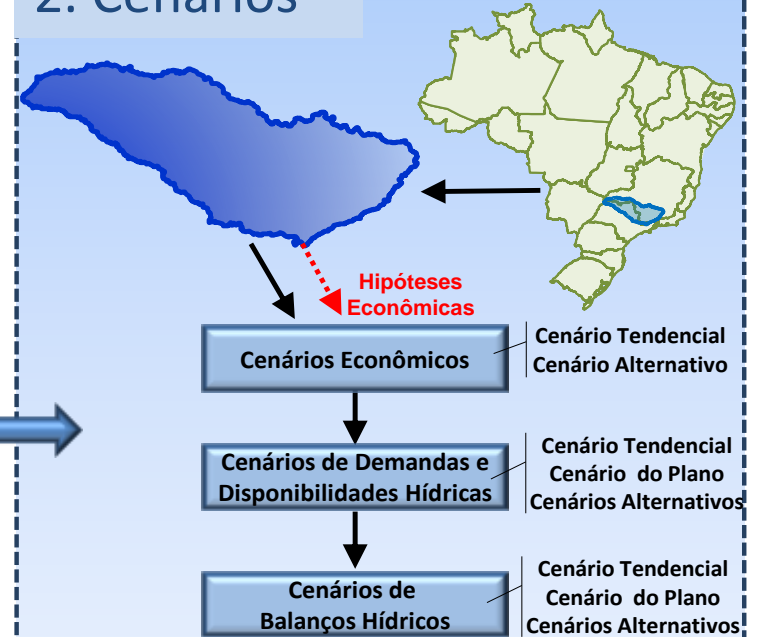 2. Cenários
Hipóteses
Econômicas
Cenários Econômicos
Cenário Tendencial
Cenário Alternativo
Cenários de Demandas e
Disponibilidades Hídricas
Cenário Tendencial
Cenário do Plano
Cenários Alternativos
Cenários de
Balanços Hídricos
Cenário Tendencial
Cenário do Plano
Cenários Alternativos